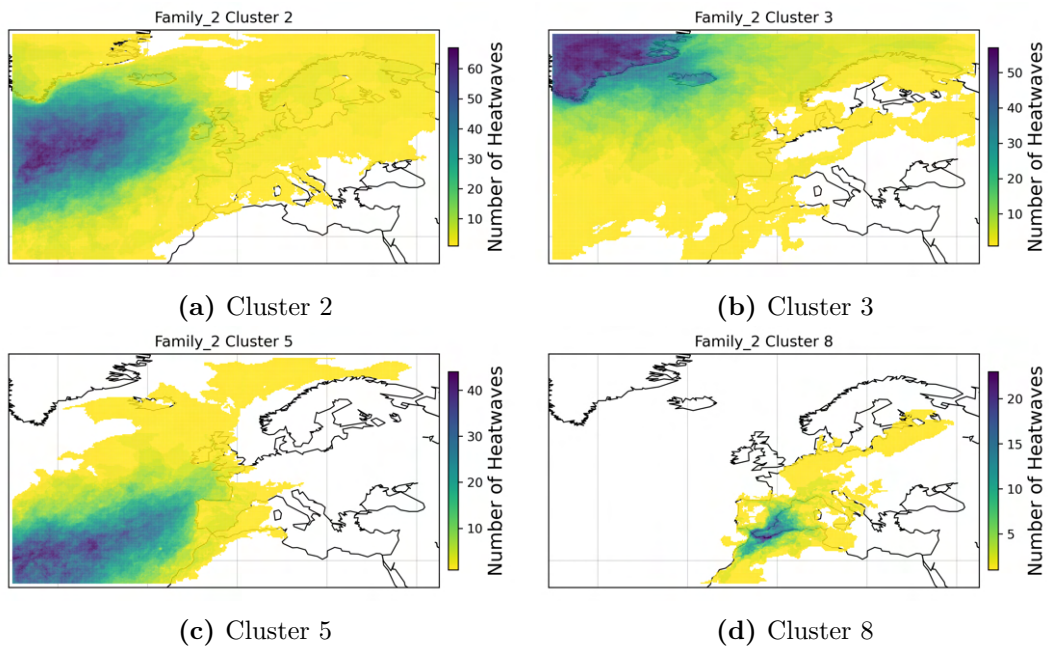 Family_2 Cluster 2
60
50
40
30
20
10
Number of Heatwaves
(a) Cluster 2
Family_2 Cluster 3
50
40
30
20
10
Number of Heatwaves
(b) Cluster 3
Family_2 Cluster 5
40
30
20
10
Number of Heatwaves
(c) Cluster 5
Family_2 Cluster 8
20
15
10
5
Number of Heatwaves
(d) Cluster 8